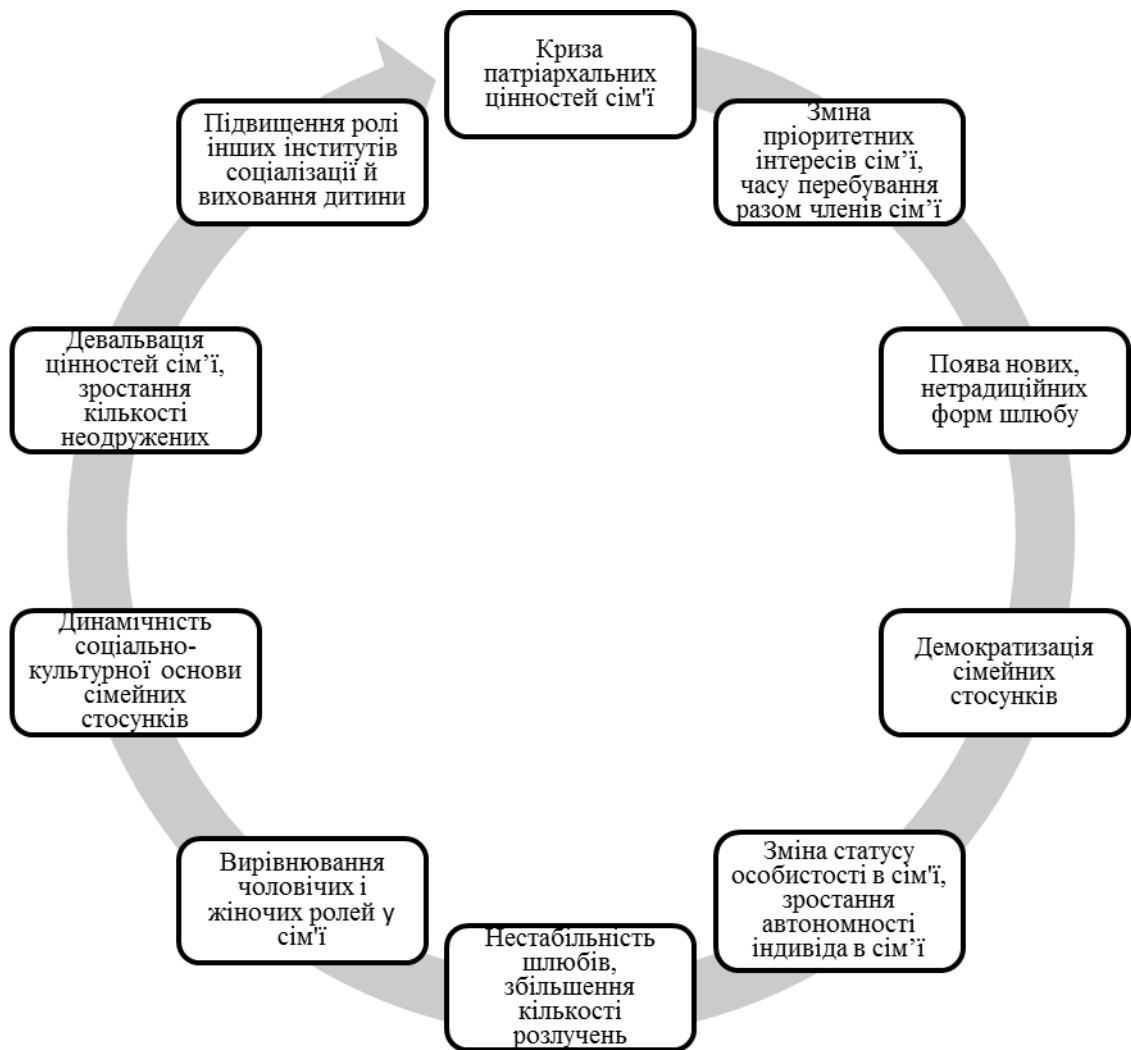 Криза
патріархальних
цінностей сім'ї
Зміна
пріоритетних
інтересів сім’ї,
часу перебування
разом членів сім’ї
Поява нових,
нетрадиційних
форм шлюбу
Демократизація
сімейних
стосунків
Зміна статусу
особистості в сім'ї,
зростання
автономності
індивіда в сім’ї
Нестабільність
шлюбів,
збільшення
кількості
розлучень
Вирівнювання
чоловічих і
жіночих ролей у
сім'ї
Динамічність
соціально-
культурної основи
сімейних
стосунків
Девальвація
цінностей сім’ї,
зростання
кількості
неодружених
Підвищення ролі
інших інститутів
соціалізації й
виховання дитини